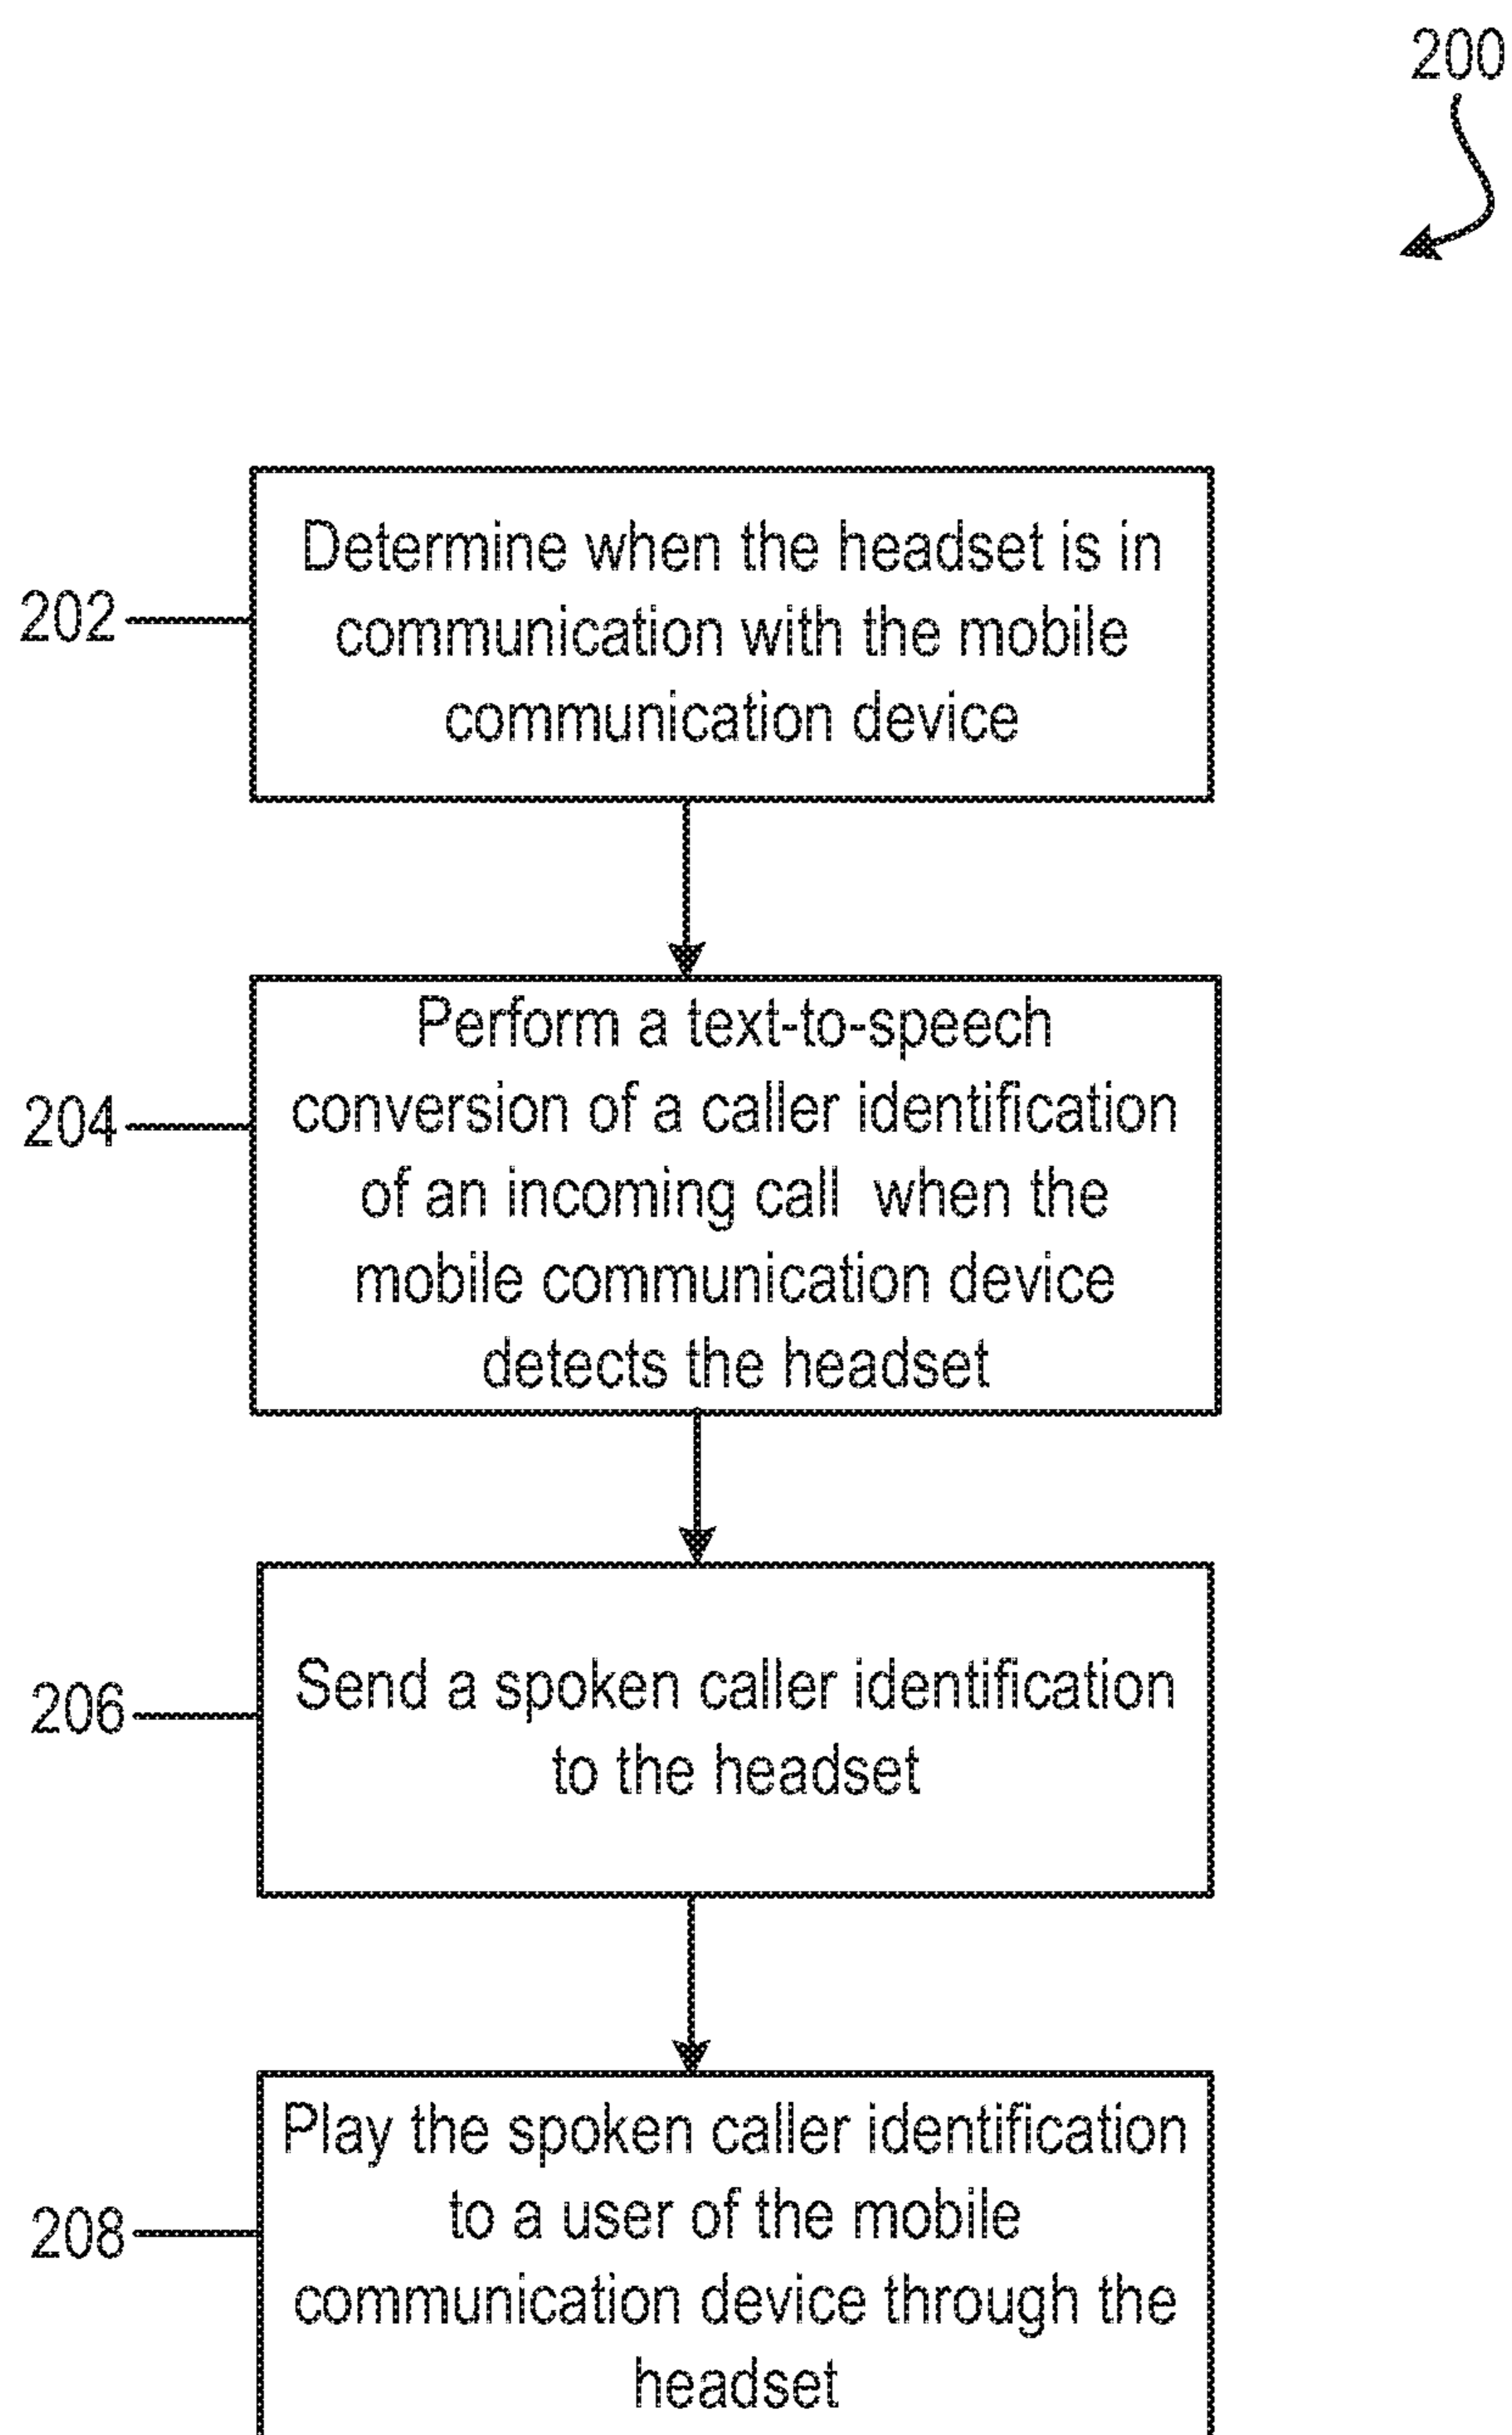 200
202
Determine when the headset is in
communication with the mobile
communication device
204
Perform a text-to-speech
conversion of a caller identification
of an incoming call when the
mobile communication device
detects the headset
206
Send a spoken caller identification
to the headset
208
Play the spoken caller identification
to a user of the mobile
communication device through the
headset